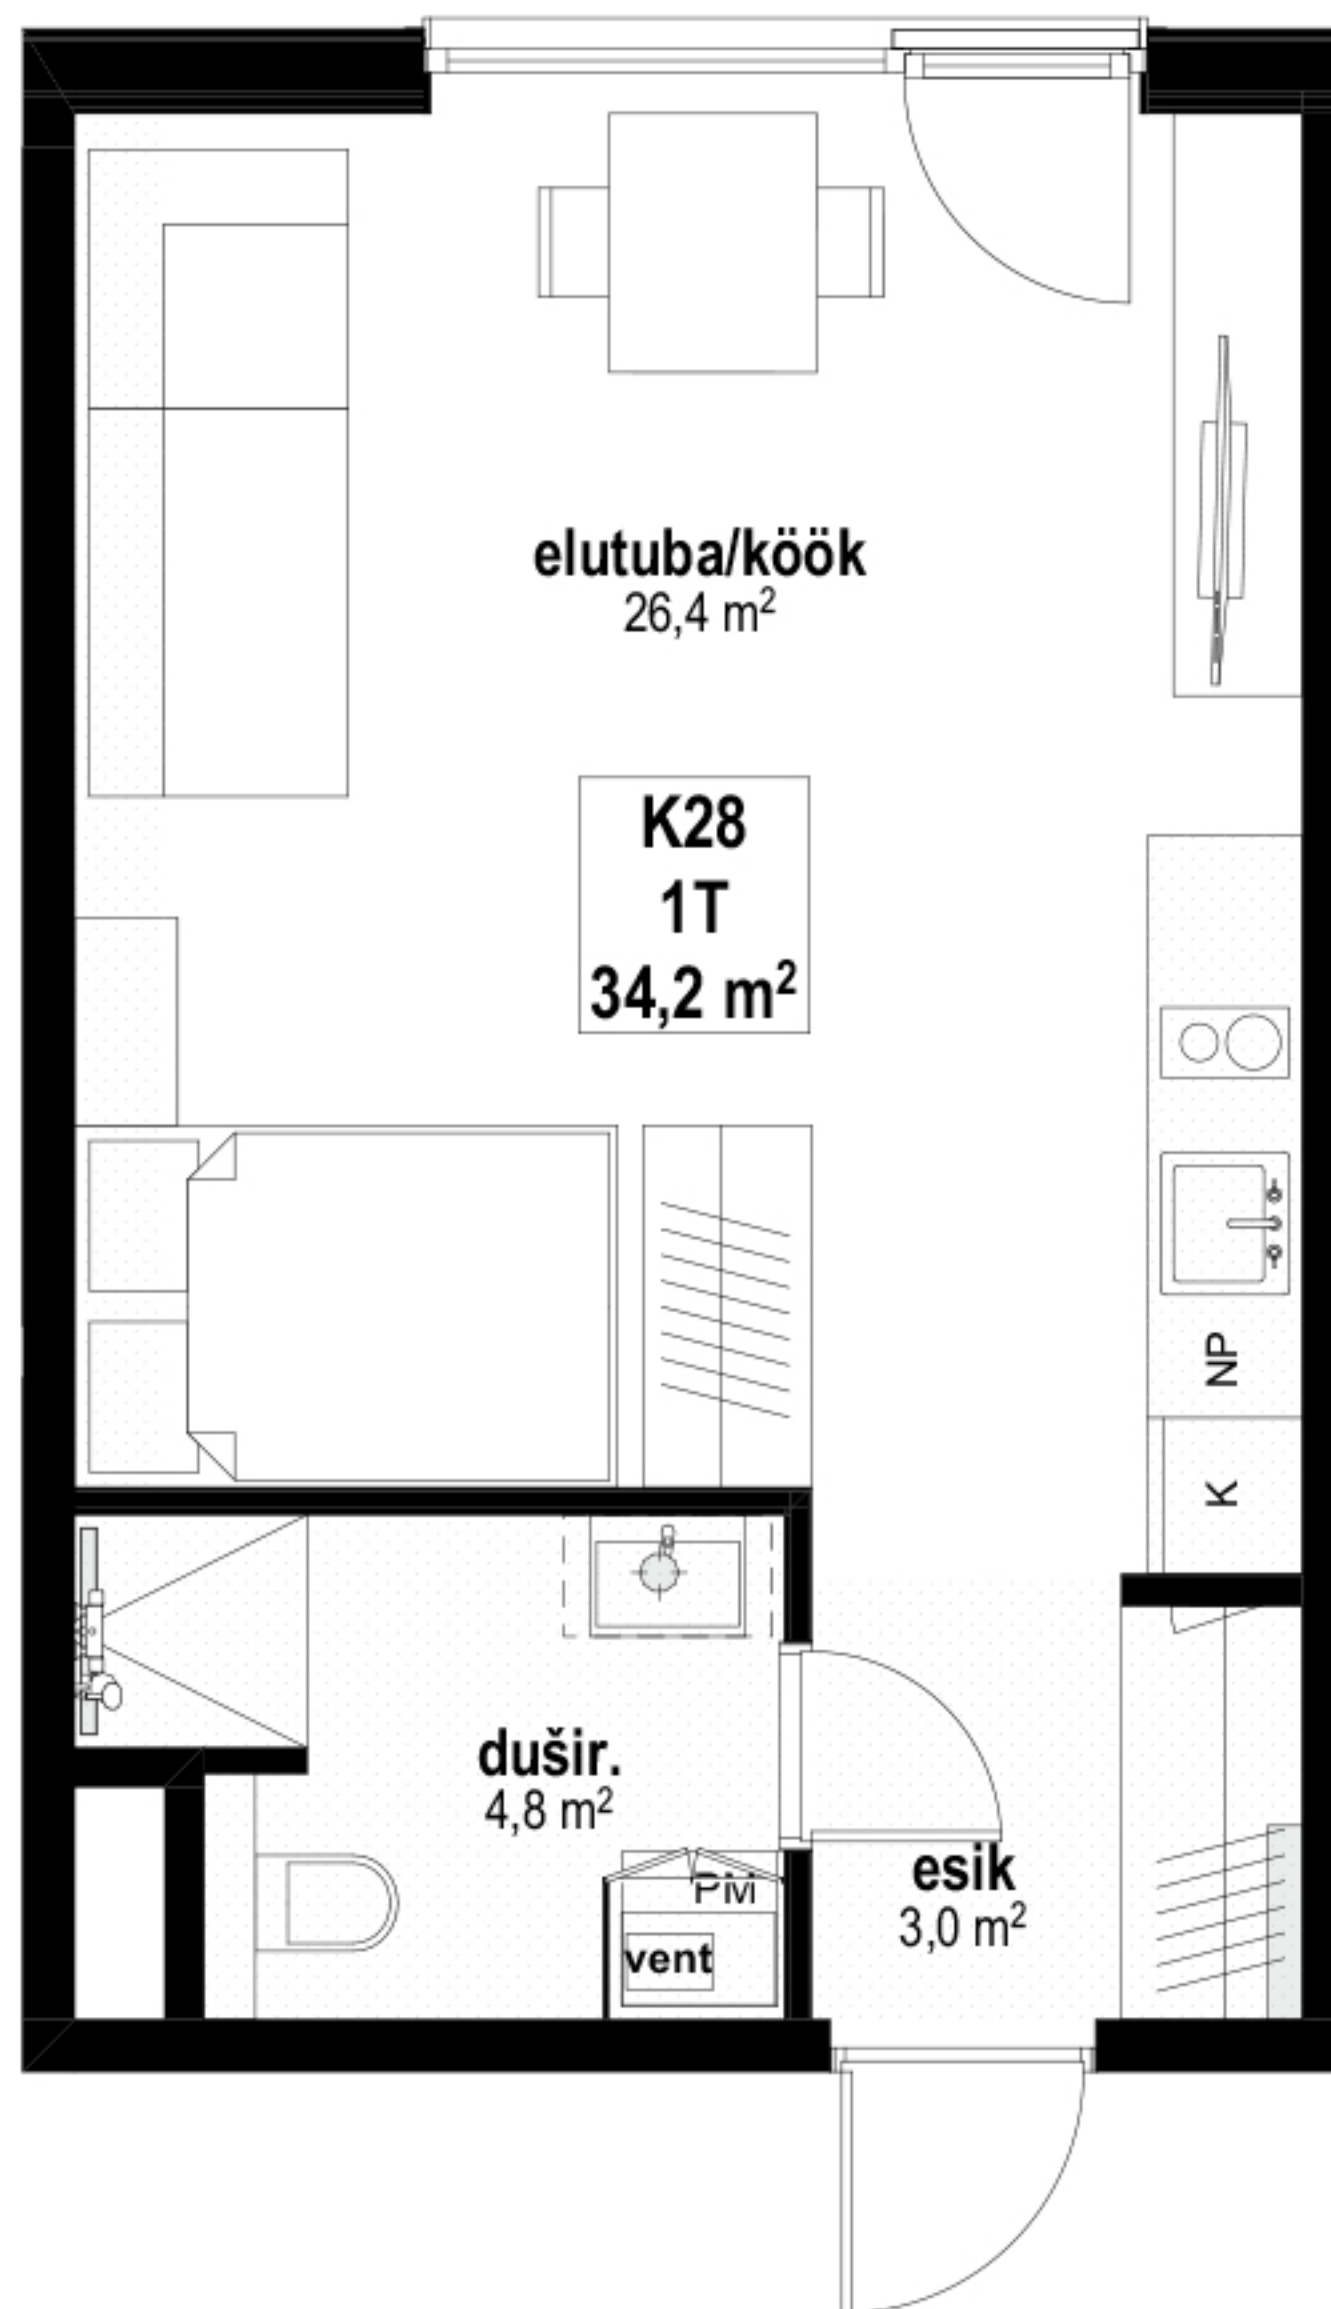 elutuba/köök
26,4 m²
K28
1T
34,2 m²
NP
K
dušir.
4,8 m²
PM
vent
esik
3,0 m²